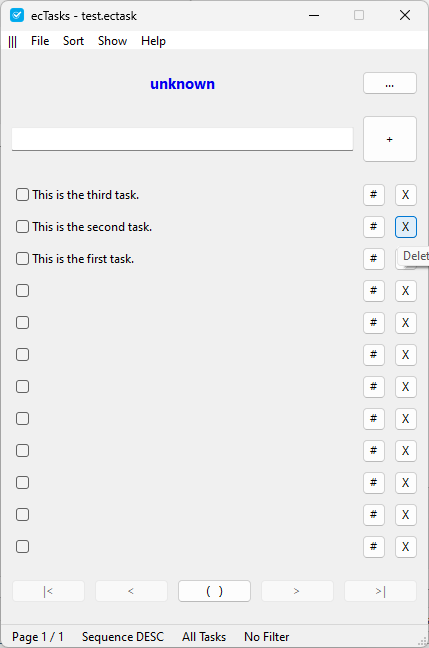 ecTasks - test.ectask
||| File Sort Show Help
unknown
...
+
This is the third task. # X
This is the second task. # X
This is the first task. #
Delet
# X
# X
# X
# X
# X
# X
# X
# X
# X
|< < ( ) > >|
Page 1 / 1 Sequence DESC All Tasks No Filter